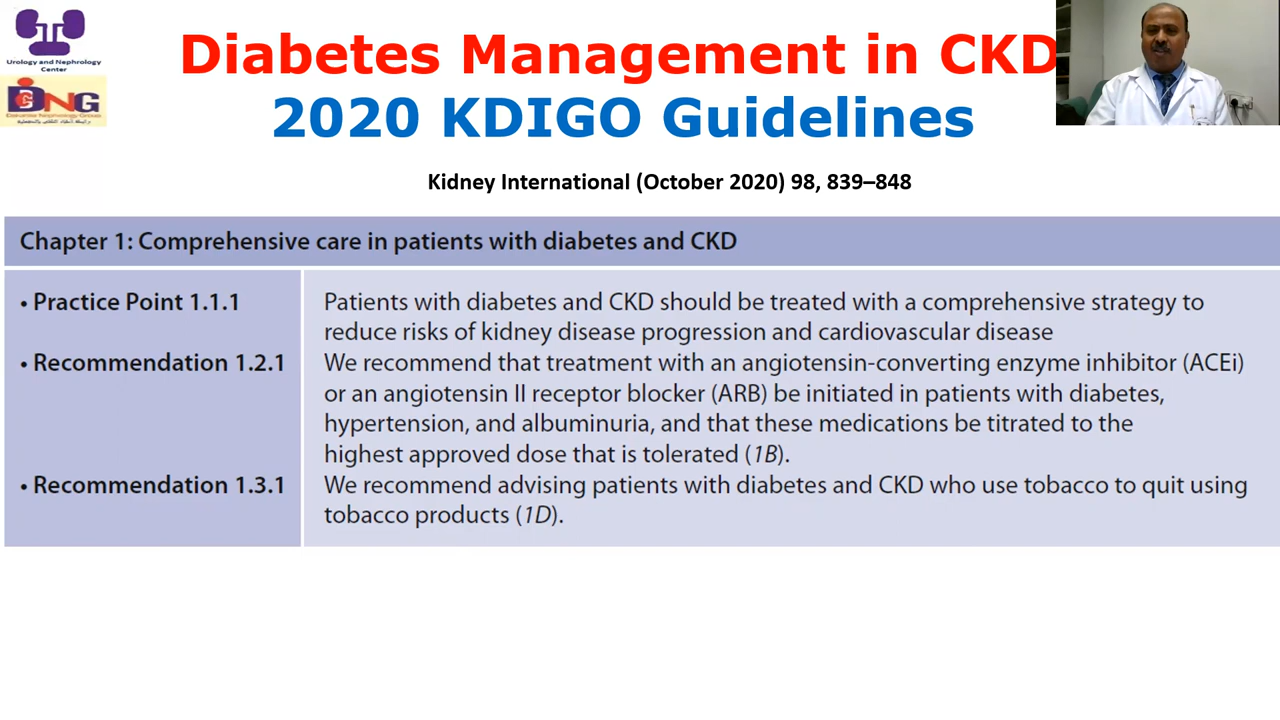 Urology and Nephrology
Center
DNG
Diabetes Management in CKD
2020 KDIGO Guidelines
Kidney International (October 2020) 98, 839–848
Chapter 1: Comprehensive care in patients with diabetes and CKD
• Practice Point 1.1.1
Patients with diabetes and CKD should be treated with a comprehensive strategy to
reduce risks of kidney disease progression and cardiovascular disease
• Recommendation 1.2.1
We recommend that treatment with an angiotensin-converting enzyme inhibitor (ACEi)
or an angiotensin II receptor blocker (ARB) be initiated in patients with diabetes,
hypertension, and albuminuria, and that these medications be titrated to the
highest approved dose that is tolerated (1B).
• Recommendation 1.3.1
We recommend advising patients with diabetes and CKD who use tobacco to quit using
tobacco products (1D).